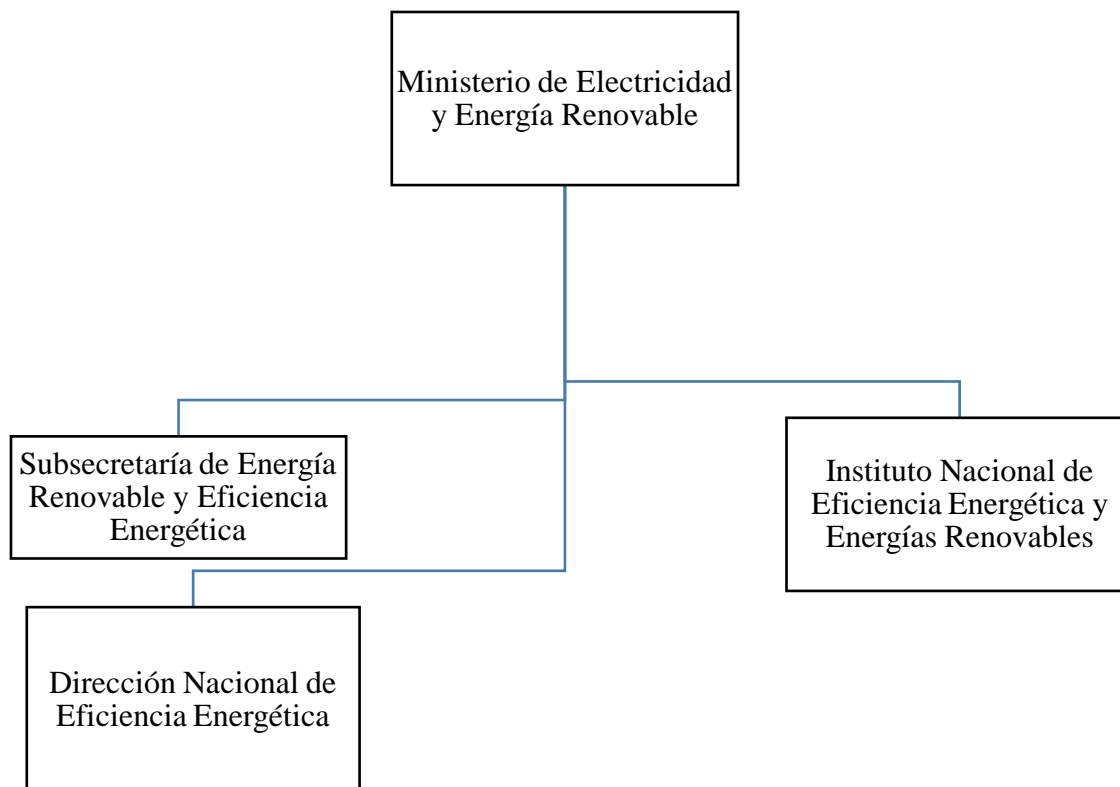 Ministerio de Electricidad
y Energía Renovable
Subsecretaría de Energía
Renovable y Eficiencia
Energética
Instituto Nacional de
Eficiencia Energética y
Energías Renovables
Dirección Nacional de
Eficiencia Energética